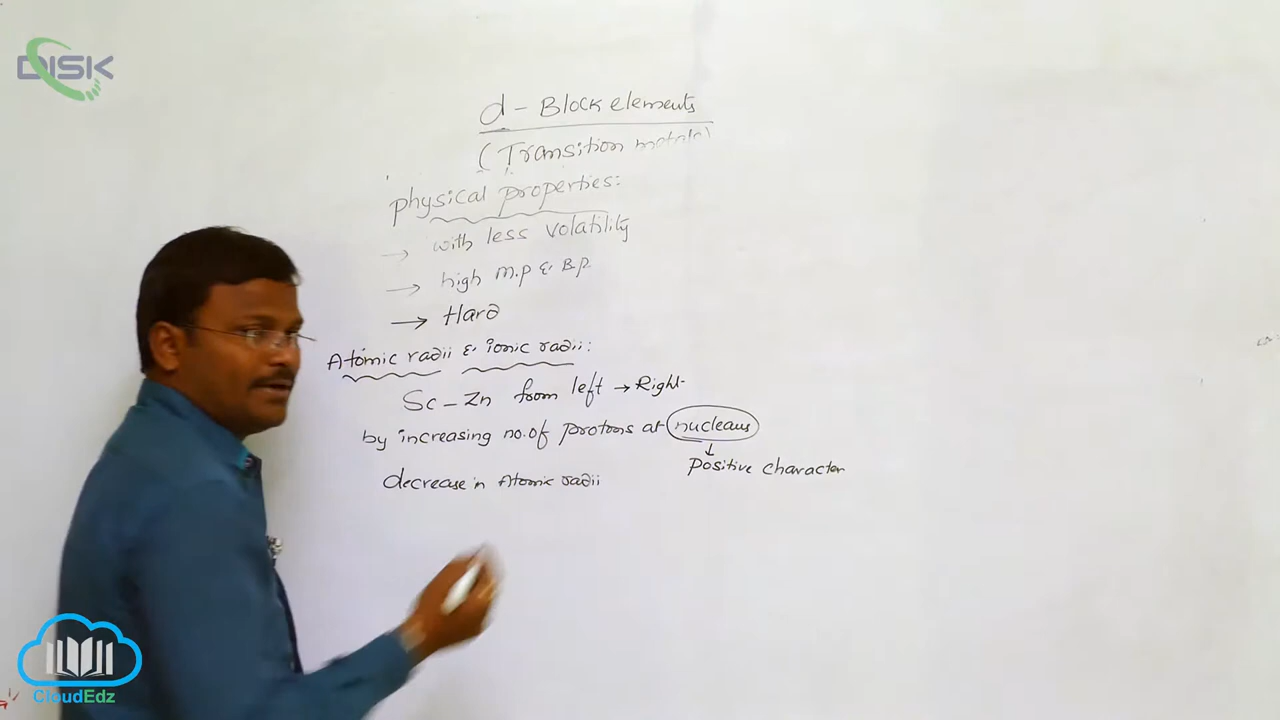 DISK
d - Block elements
(Transition metals)
physical properties:
→ with less volatility
→ high M.p & B.p
→ Hard
Atomic radii & ionic radii:
Sc - Zn from left → Right
by increasing no. of protons at nucleus
↓
positive character
decrease in Atomic radii
CloudEdz